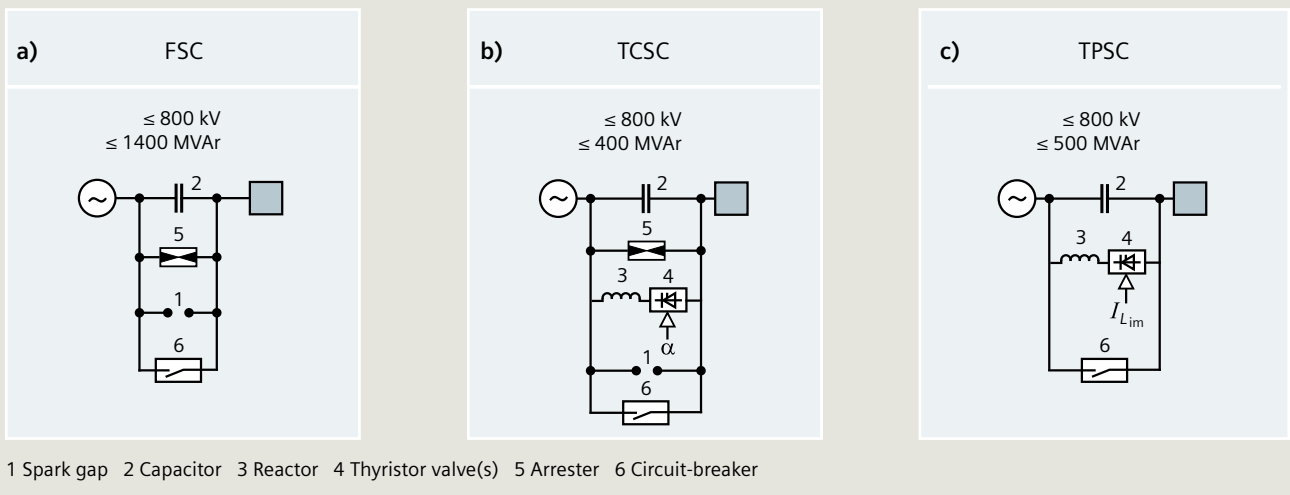 a) FSC
≤ 800 kV
≤ 1400 MVAr
2
5
1
6
b) TCSC
≤ 800 kV
≤ 400 MVAr
2
5
3 4
α
1
6
c) TPSC
≤ 800 kV
≤ 500 MVAr
2
3 4
I_Lim
6
1 Spark gap 2 Capacitor 3 Reactor 4 Thyristor valve(s) 5 Arrester 6 Circuit-breaker